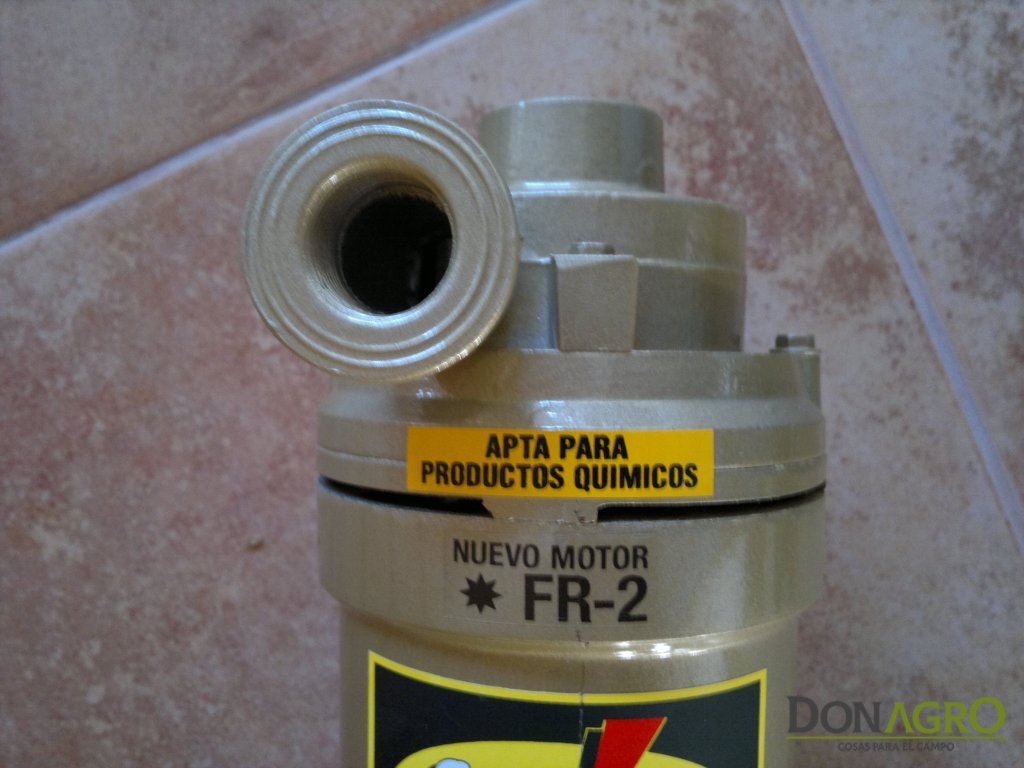 APTA PARA
PRODUCTOS QUIMICOS
NUEVO MOTOR
FR-2
DONAGRO
COSAS PARA EL CAMPO